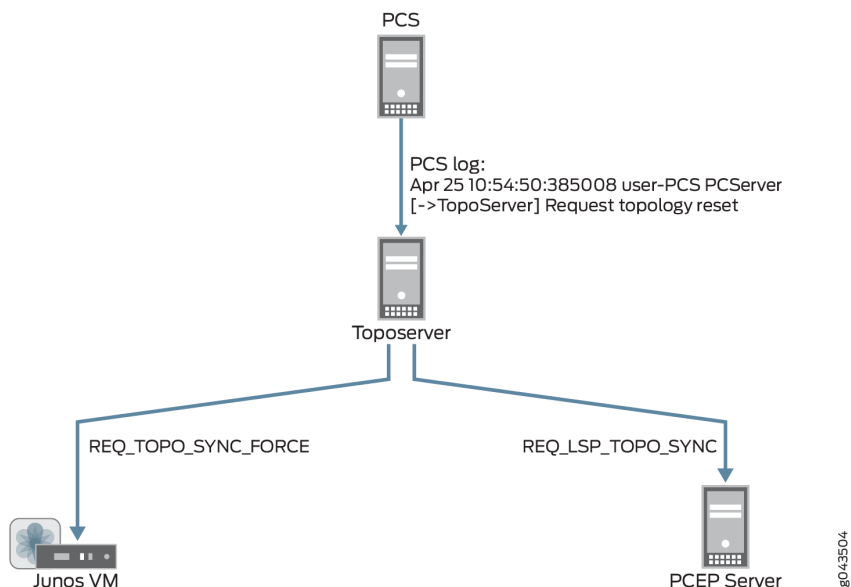 PCS
PCS log:
Apr 25 10:54:50:385008 user-PCS PCServer
[->TopoServer] Request topology reset
Toposerver
REQ_TOPO_SYNC_FORCE
REQ_LSP_TOPO_SYNC
Junos VM
PCEP Server
g043504